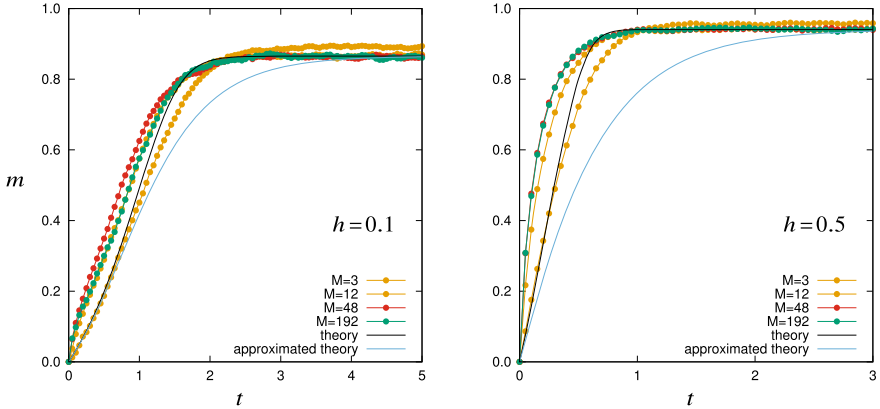 1.0
0.8
0.6
0.4
0.2
0.0
m
h = 0.1
M=3
M=12
M=48
M=192
theory
approximated theory
0 1 2 3 4 5
t
1.0
0.8
0.6
0.4
0.2
0.0
h = 0.5
M=3
M=12
M=48
M=192
theory
approximated theory
0 1 2 3
t